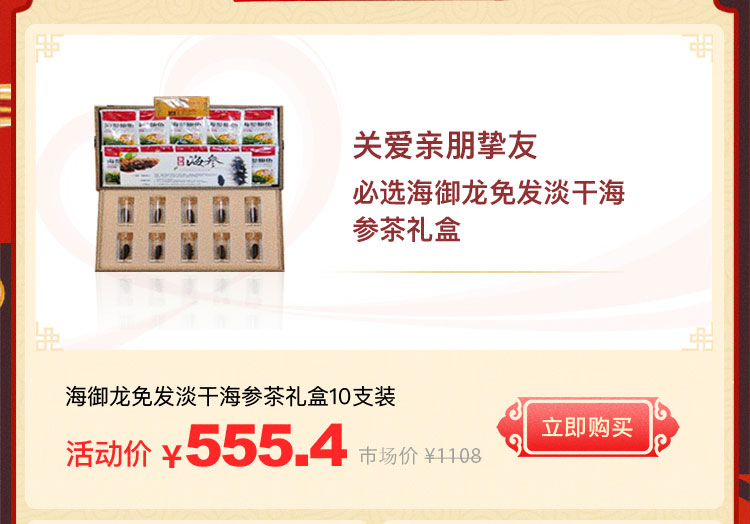 关爱亲朋挚友
必选海御龙免发淡干海
参茶礼盒
海参
海御龙免发淡干海参茶礼盒10支装
活动价 ¥555.4 市场价 ¥1108
立即购买